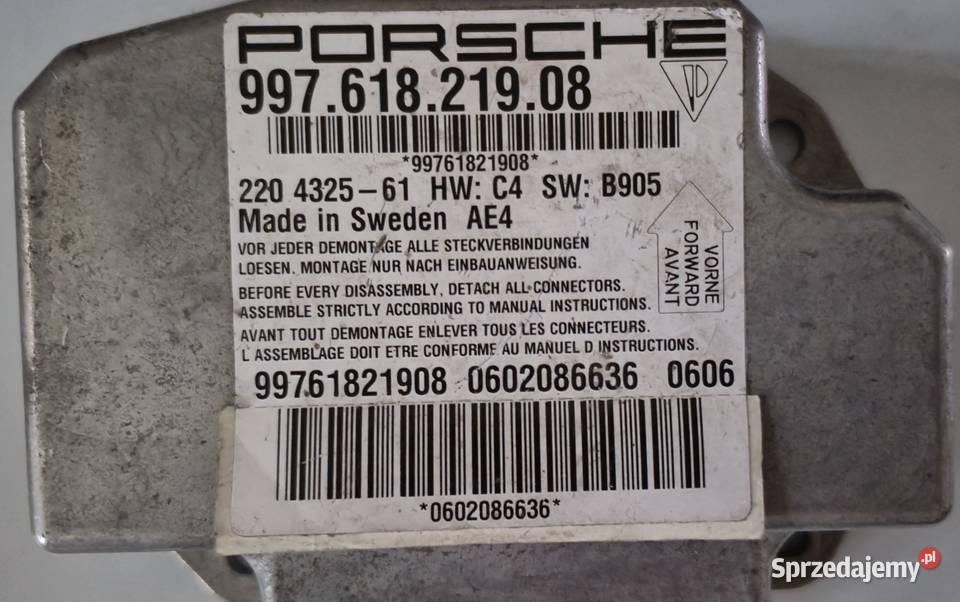 PORSCHE
997.618.219.08
*99761821908*
220 4325-61 HW: C4 SW: B905
Made in Sweden AE4
VOR JEDER DEMONTAGE ALLE STECKVERBINDUNGEN
LOESEN. MONTAGE NUR NACH EINBAUANWEISUNG.
BEFORE EVERY DISASSEMBLY, DETACH ALL CONNECTORS.
ASSEMBLE STRICTLY ACCORDING TO MANUAL INSTRUCTIONS.
AVANT TOUT DEMONTAGE ENLEVER TOUS LES CONNECTEURS.
L ASSEMBLAGE DOIT ETRE CONFORME AU MANUEL D INSTRUCTIONS.
VORNE
FORWARD
AVANT
99761821908 0602086636 0606
*0602086636*
Sprzedajemy.pl